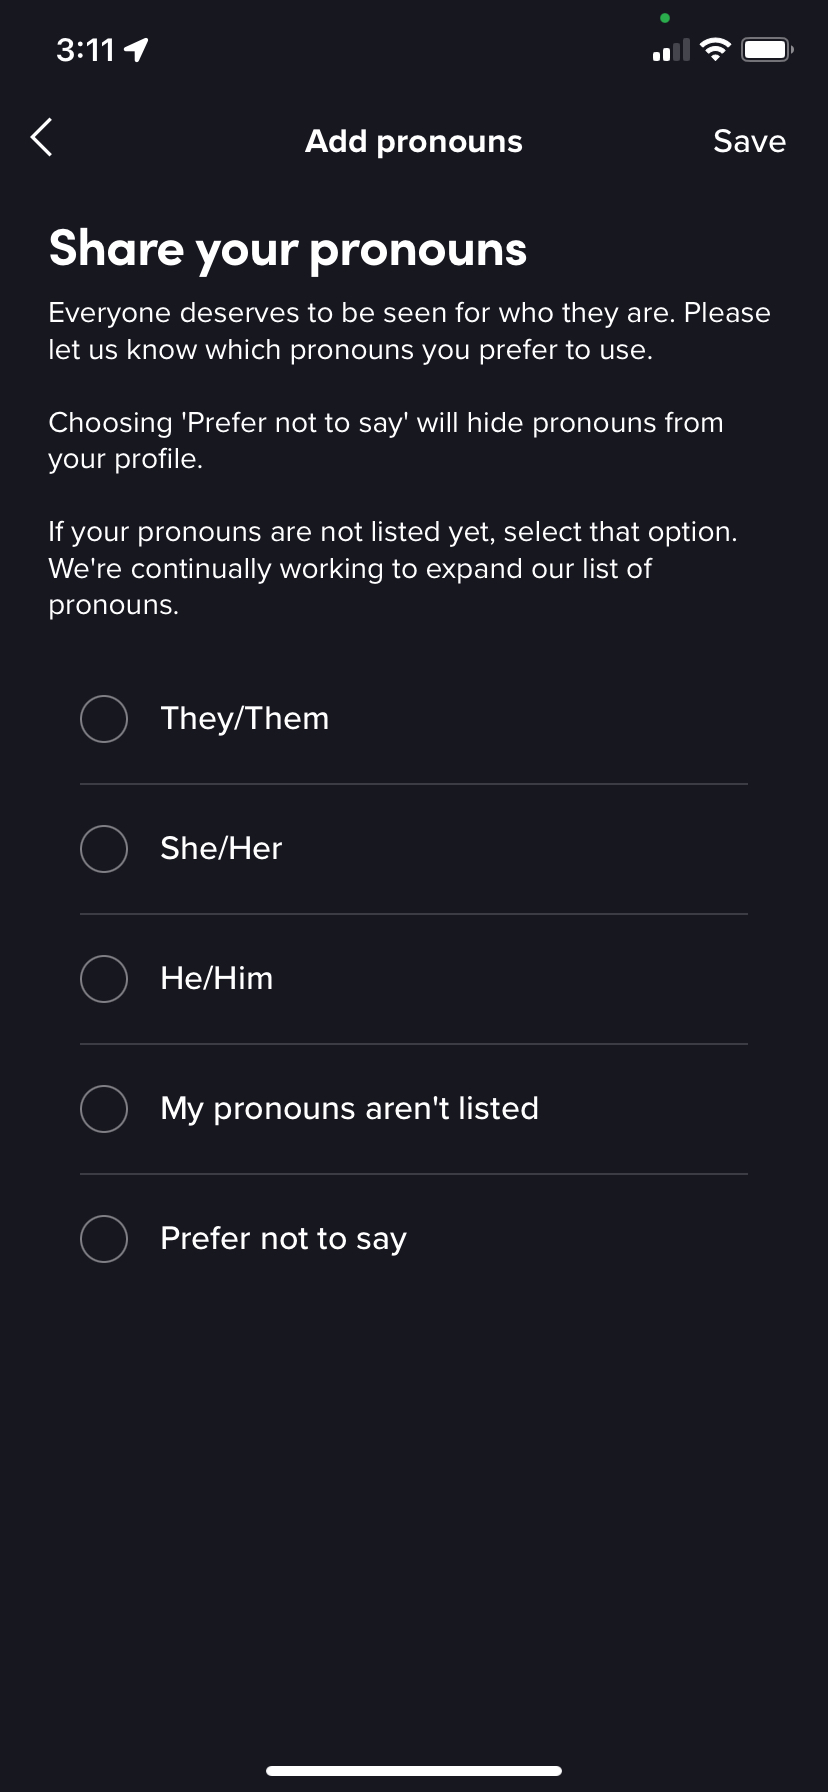 3:11
Add pronouns
Save
Share your pronouns
Everyone deserves to be seen for who they are. Please
let us know which pronouns you prefer to use.
Choosing 'Prefer not to say' will hide pronouns from
your profile.
If your pronouns are not listed yet, select that option.
We're continually working to expand our list of
pronouns.
They/Them
She/Her
He/Him
My pronouns aren't listed
Prefer not to say